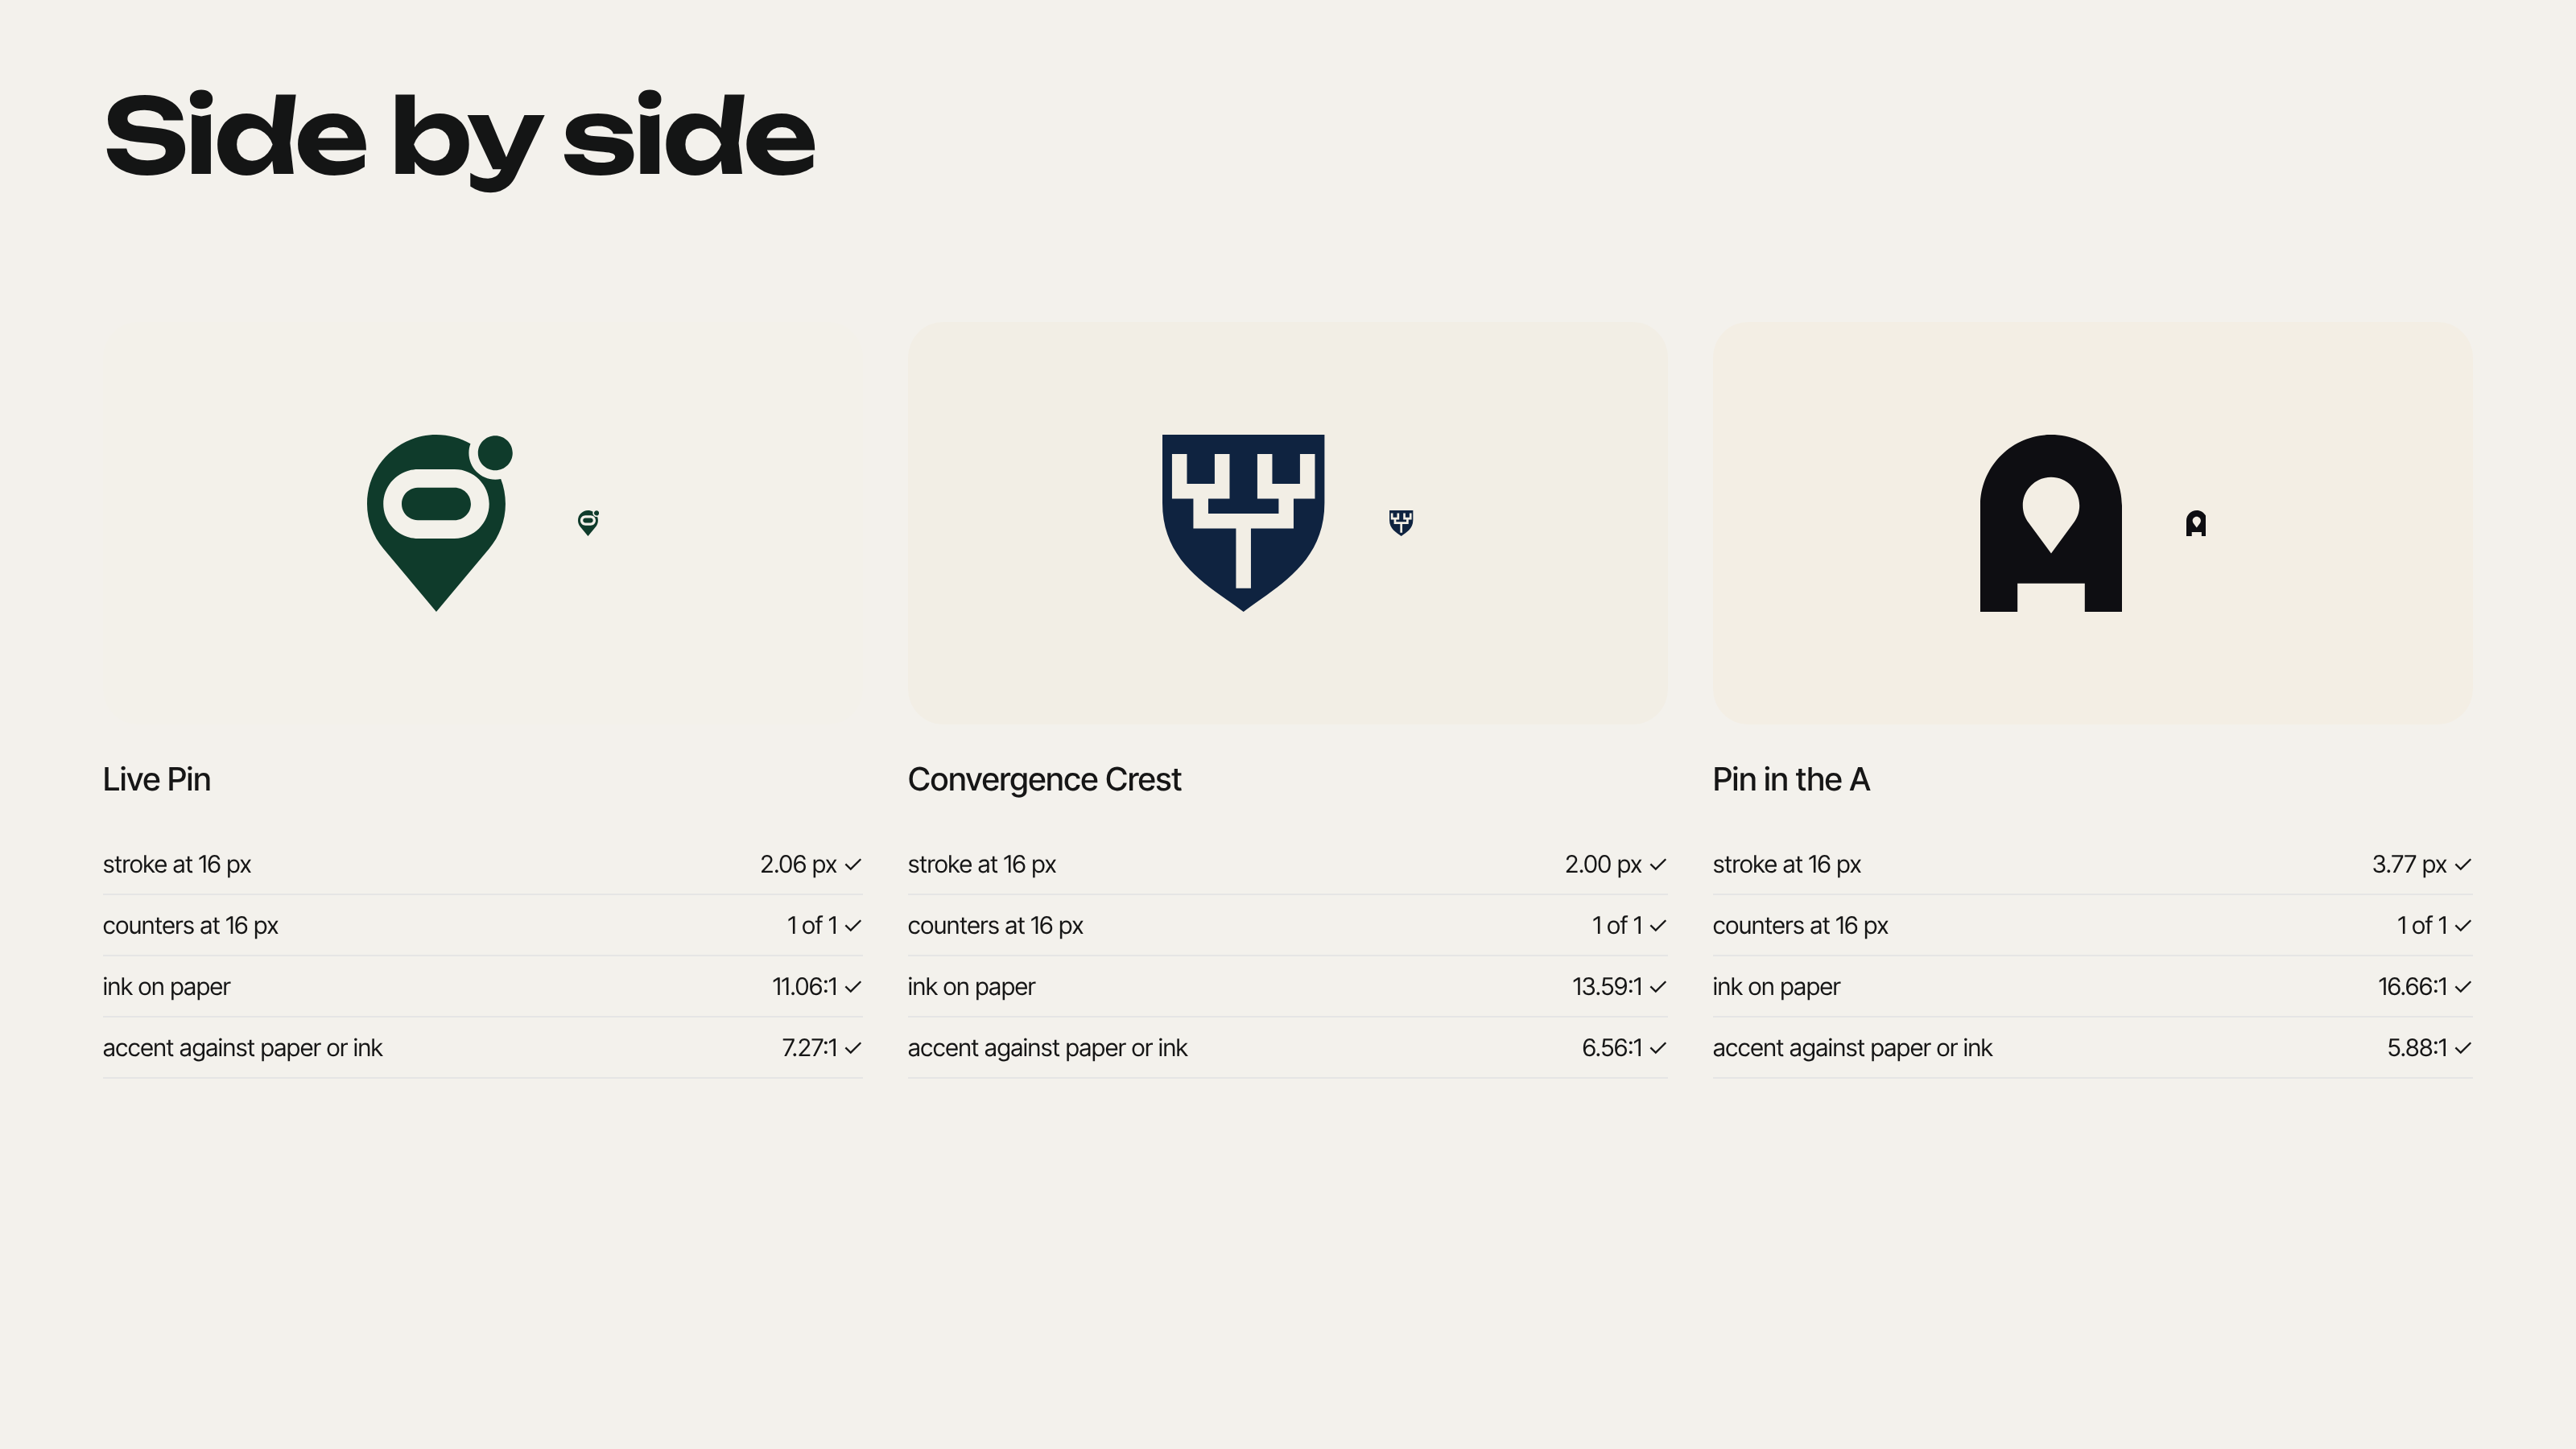 Side by side
Live Pin
stroke at 16 px 2.06 px ✓
counters at 16 px 1 of 1 ✓
ink on paper 11.06:1 ✓
accent against paper or ink 7.27:1 ✓
Convergence Crest
stroke at 16 px 2.00 px ✓
counters at 16 px 1 of 1 ✓
ink on paper 13.59:1 ✓
accent against paper or ink 6.56:1 ✓
Pin in the A
stroke at 16 px 3.77 px ✓
counters at 16 px 1 of 1 ✓
ink on paper 16.66:1 ✓
accent against paper or ink 5.88:1 ✓